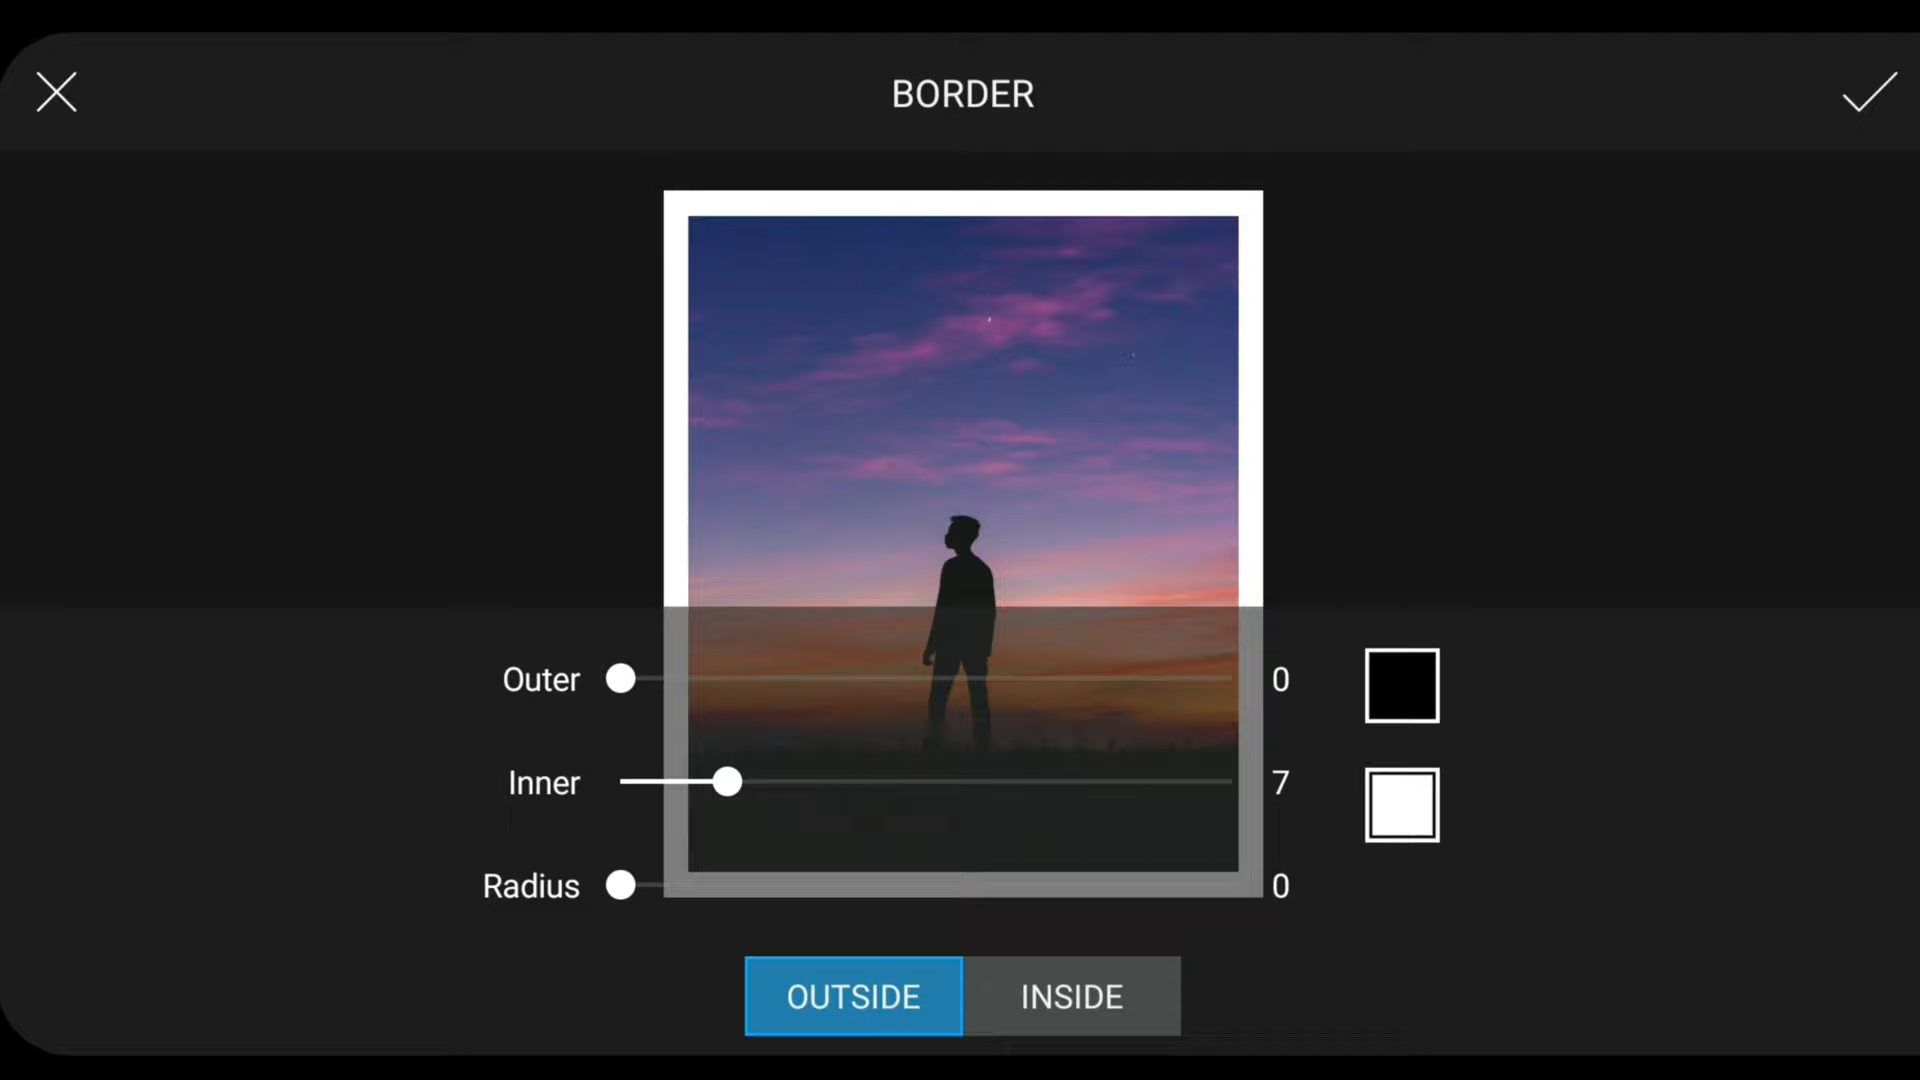 BORDER
Outer 0
Inner 7
Radius 0
OUTSIDE INSIDE